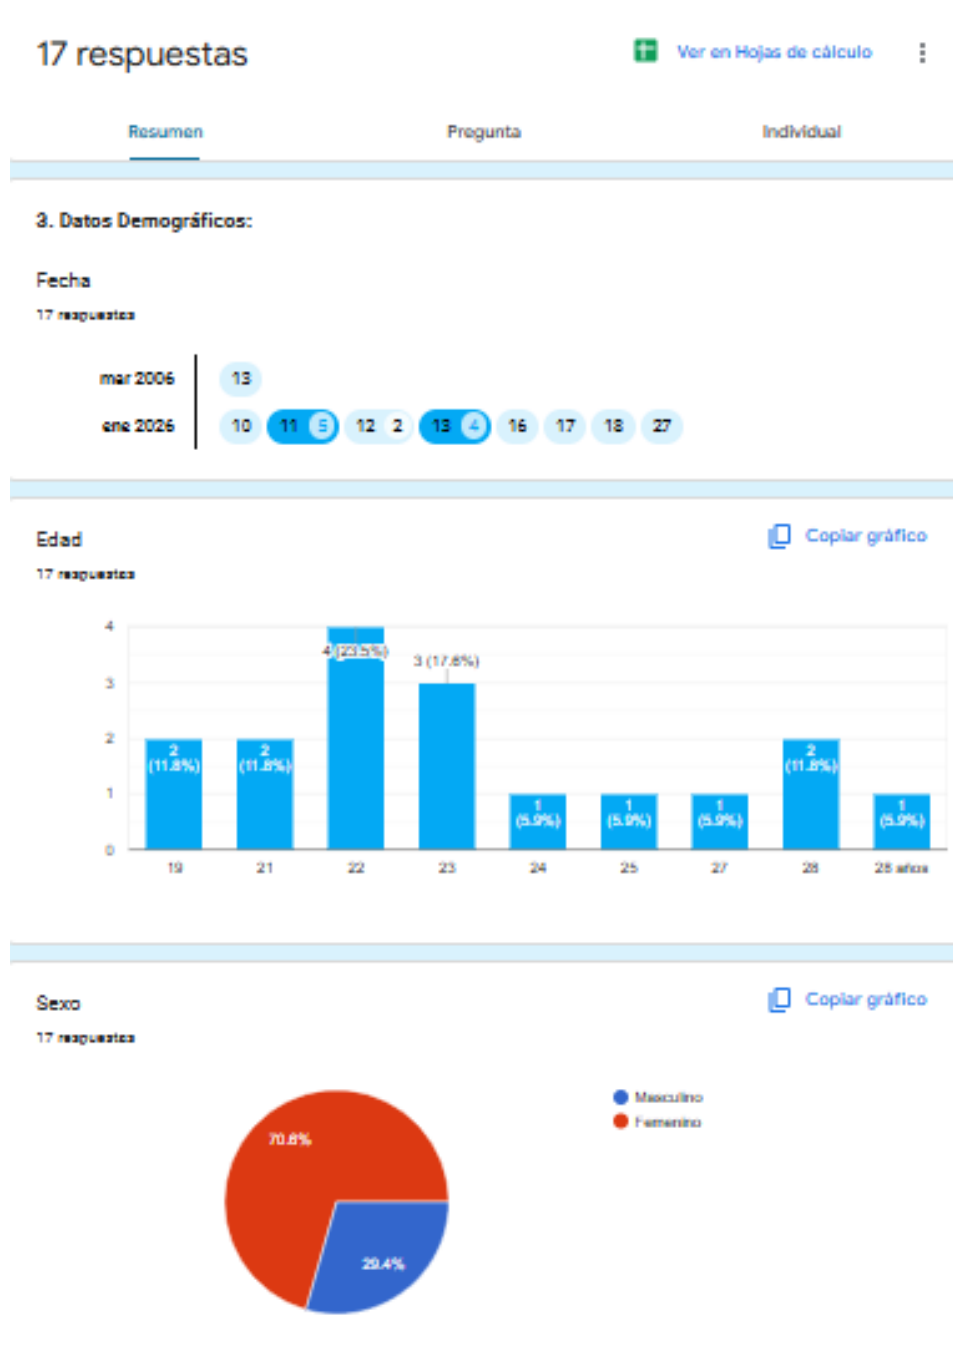 17 respuestas
Ver en Hojas de cálculo
Resumen Pregunta Individual
3. Datos Demográficos:
Fecha
17 respuestas
mar 2006 13
ene 2026 10 11 5 12 2 13 4 16 17 18 27
Edad
Copiar gráfico
17 respuestas
4
3
2
1
0
2 (11.8%)
2 (11.8%)
4 (23.5%)
3 (17.6%)
1 (5.9%)
1 (5.9%)
1 (5.9%)
2 (11.8%)
1 (5.9%)
19 21 22 23 24 25 27 28 28 años
Sexo
Copiar gráfico
17 respuestas
Masculino
Femenino
70.6%
29.4%